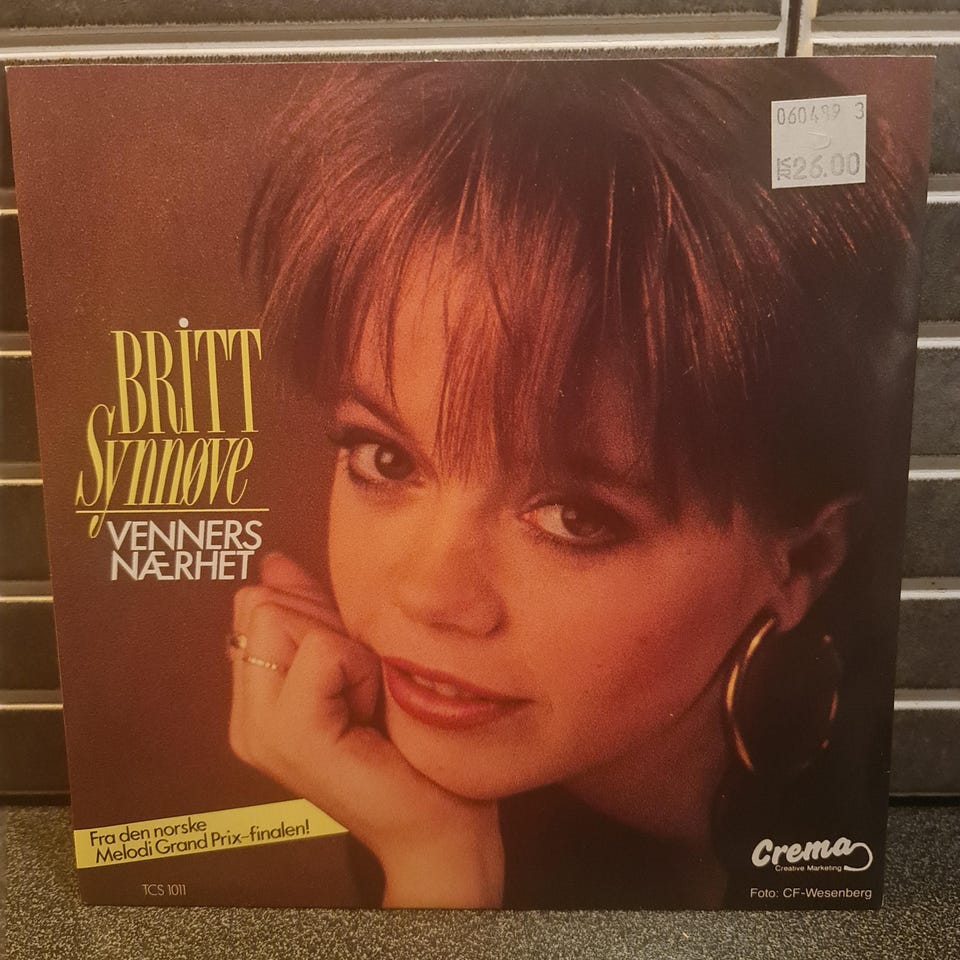 060489 3
KR 26.00
BRITT
Synnøve
VENNERS
NÆRHET
Fra den norske
Melodi Grand Prix-finalen!
TCS 1011
Crema
Creative Marketing
Foto: CF-Wesenberg